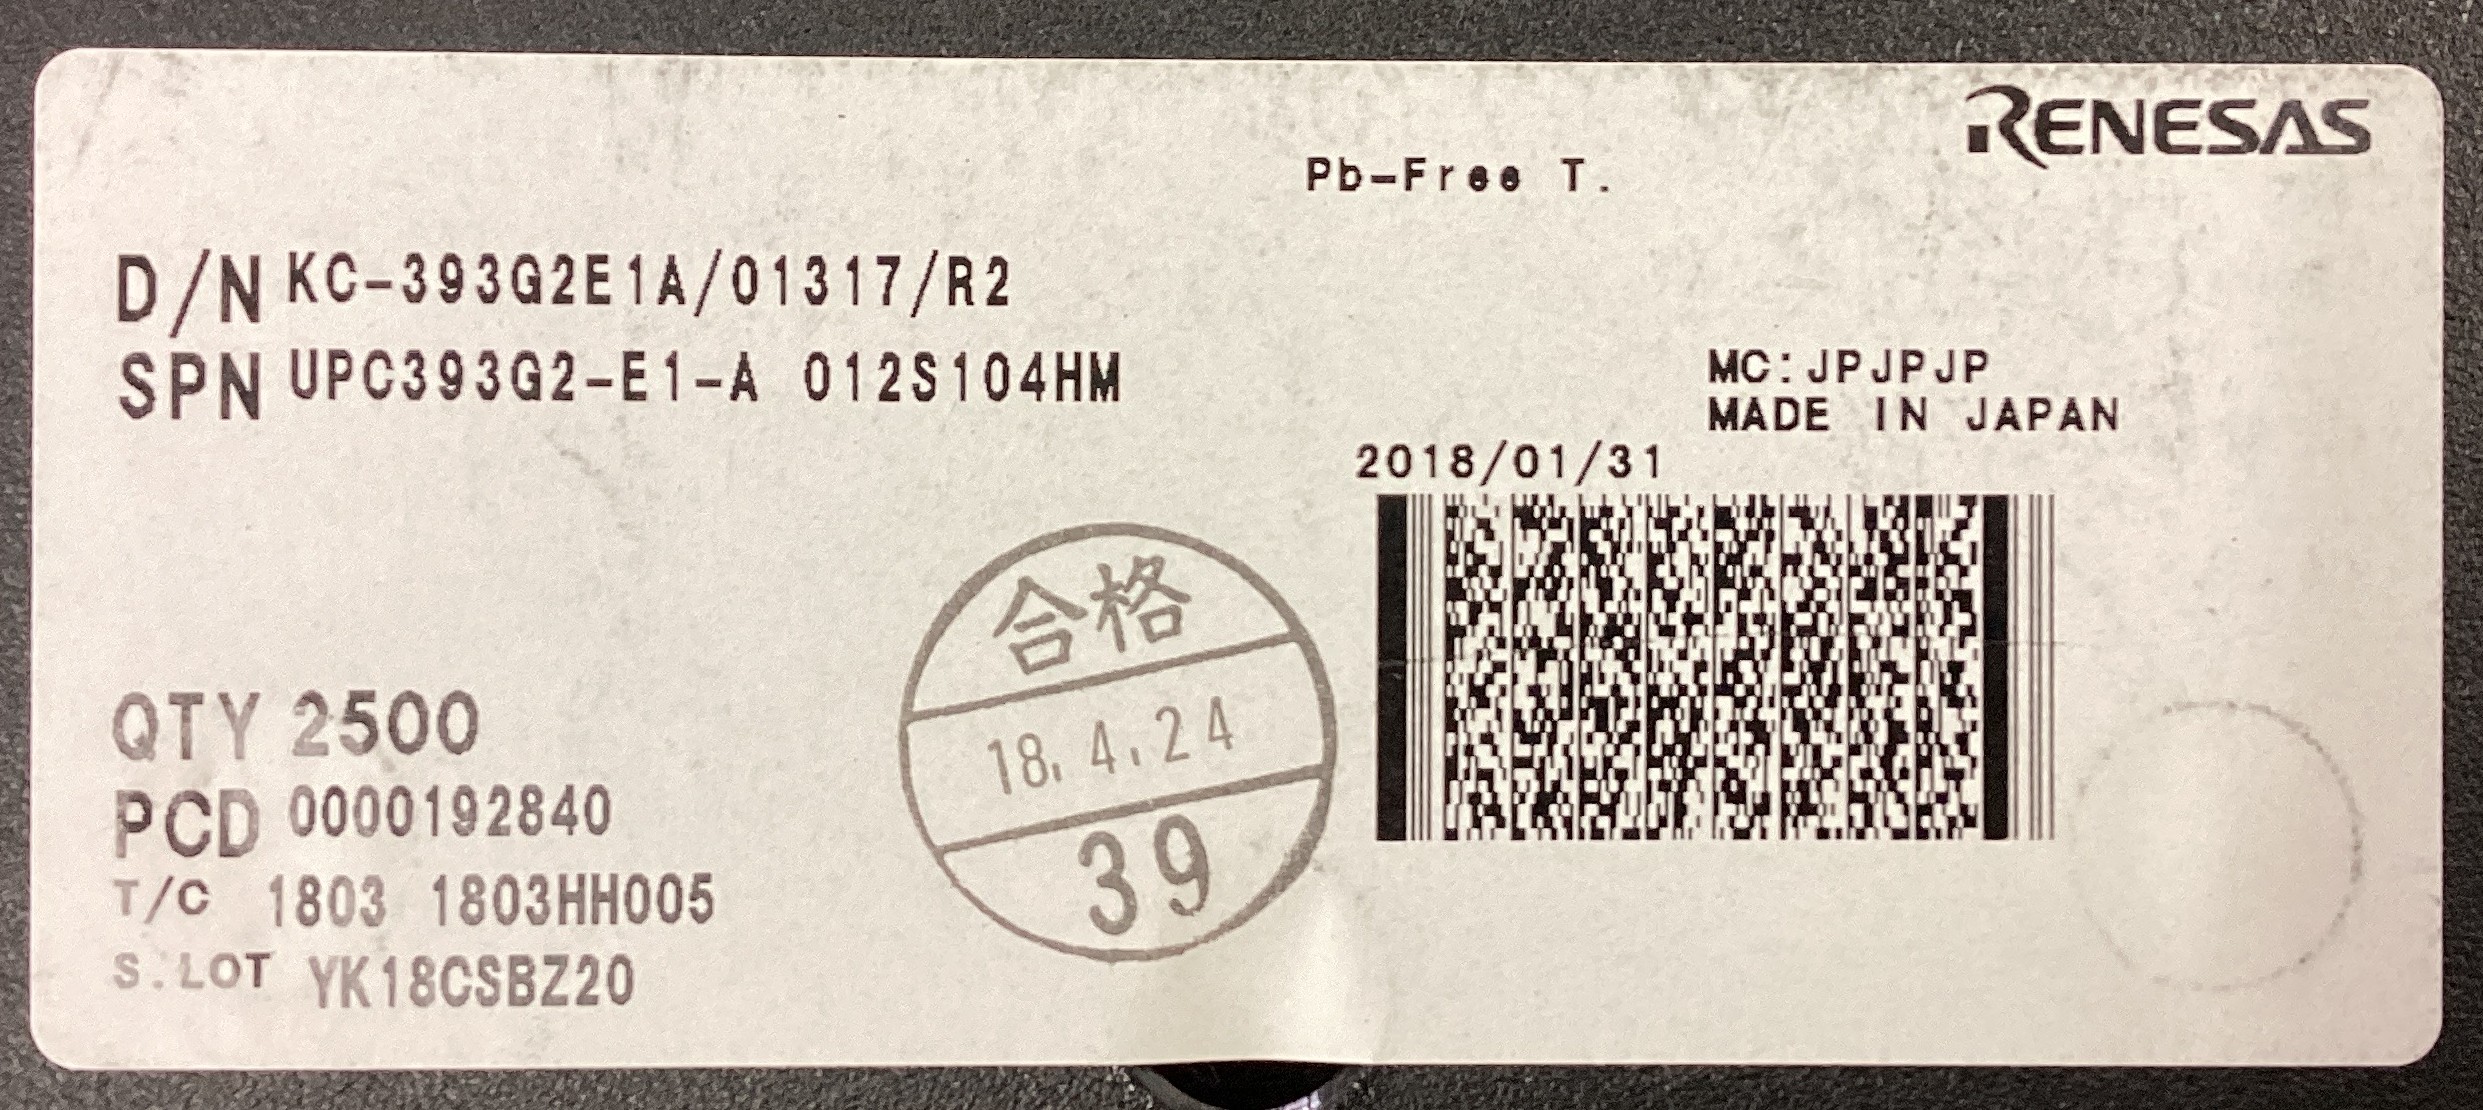 RENESAS
Pb-Free T.
D/N KC-393G2E1A/01317/R2
SPN UPC393G2-E1-A 012S104HM
MC:JPJPJP
MADE IN JAPAN
2018/01/31
合格
18.4.24
39
QTY 2500
PCD 0000192840
T/C 1803 1803HH005
S.LOT YK18CSBZ20